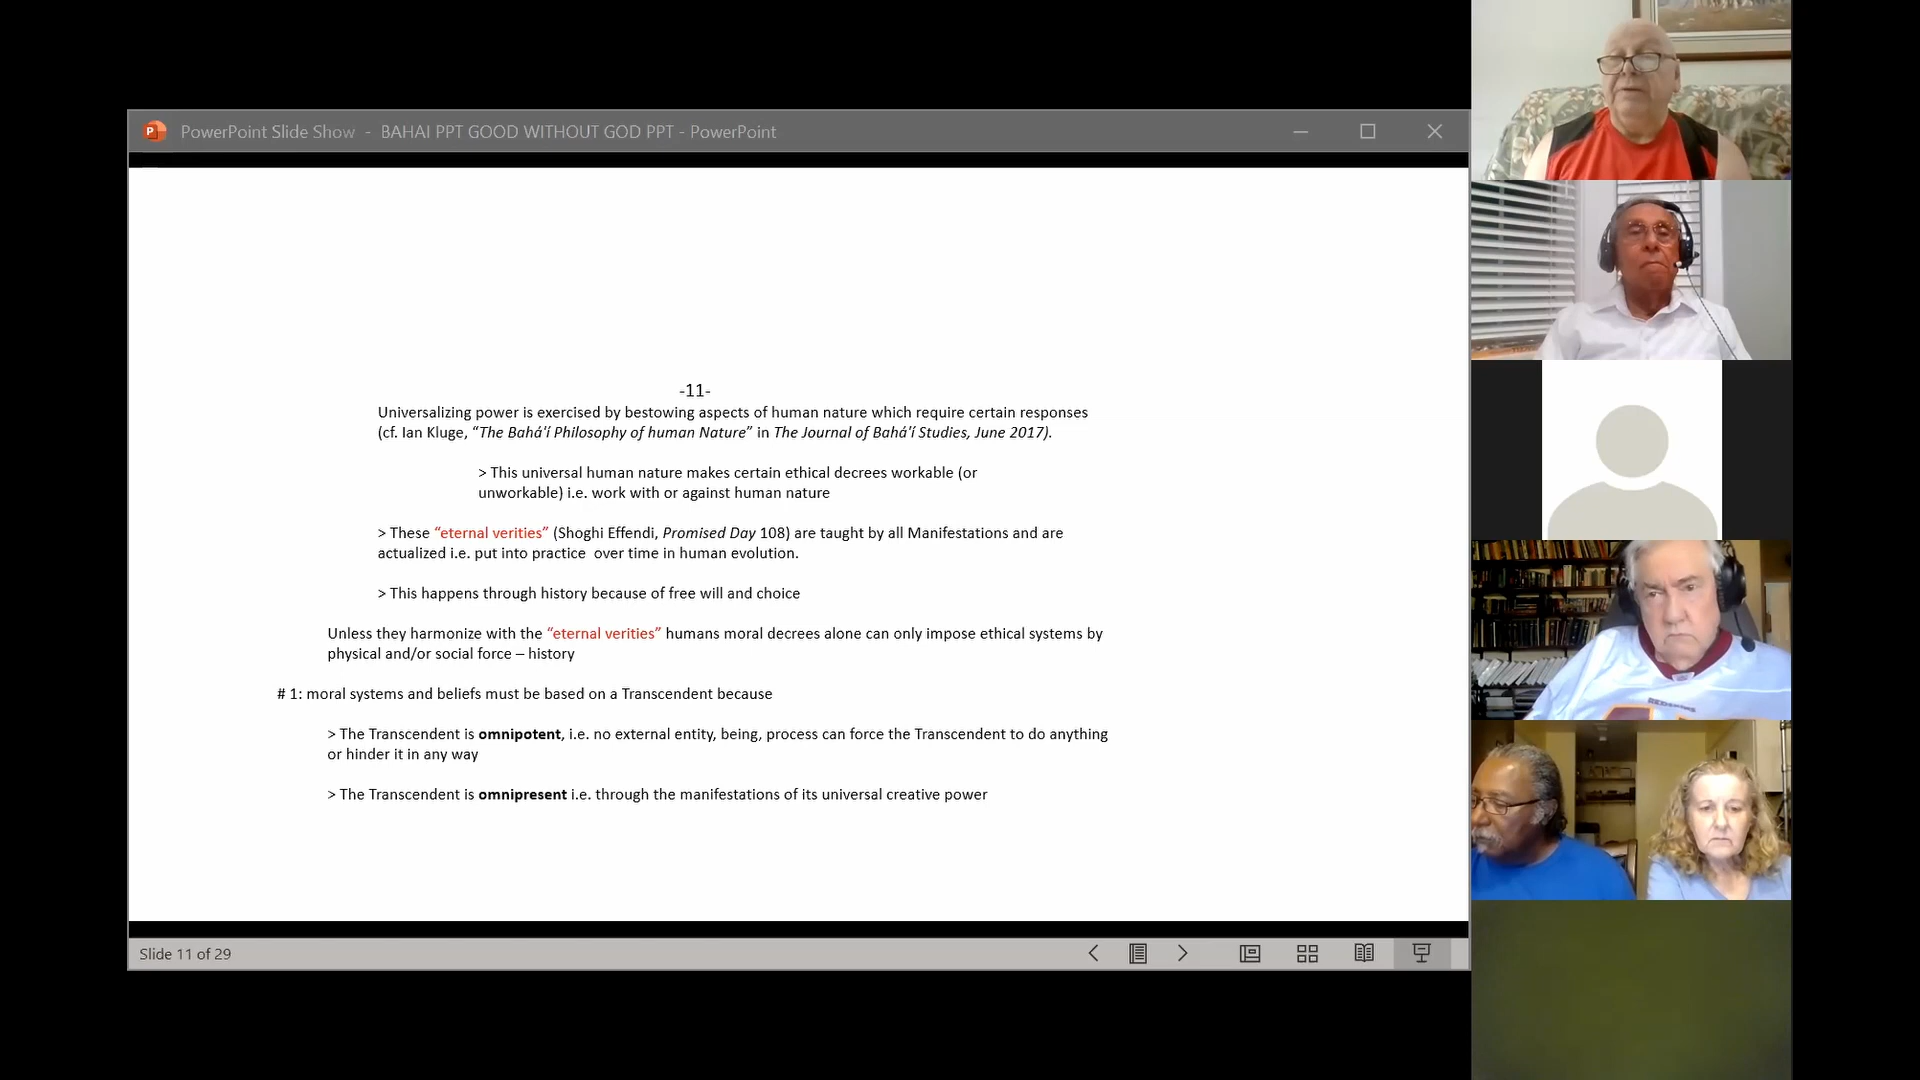 PowerPoint Slide Show - BAHAI PPT GOOD WITHOUT GOD PPT - PowerPoint
-11-
Universalizing power is exercised by bestowing aspects of human nature which require certain responses
(cf. Ian Kluge, “The Bahá'í Philosophy of human Nature” in The Journal of Bahá'í Studies, June 2017).
> This universal human nature makes certain ethical decrees workable (or
unworkable) i.e. work with or against human nature
> These “eternal verities” (Shoghi Effendi, Promised Day 108) are taught by all Manifestations and are
actualized i.e. put into practice over time in human evolution.
> This happens through history because of free will and choice
Unless they harmonize with the “eternal verities” humans moral decrees alone can only impose ethical systems by
physical and/or social force – history
# 1: moral systems and beliefs must be based on a Transcendent because
> The Transcendent is omnipotent, i.e. no external entity, being, process can force the Transcendent to do anything
or hinder it in any way
> The Transcendent is omnipresent i.e. through the manifestations of its universal creative power
Slide 11 of 29
REDSKINS